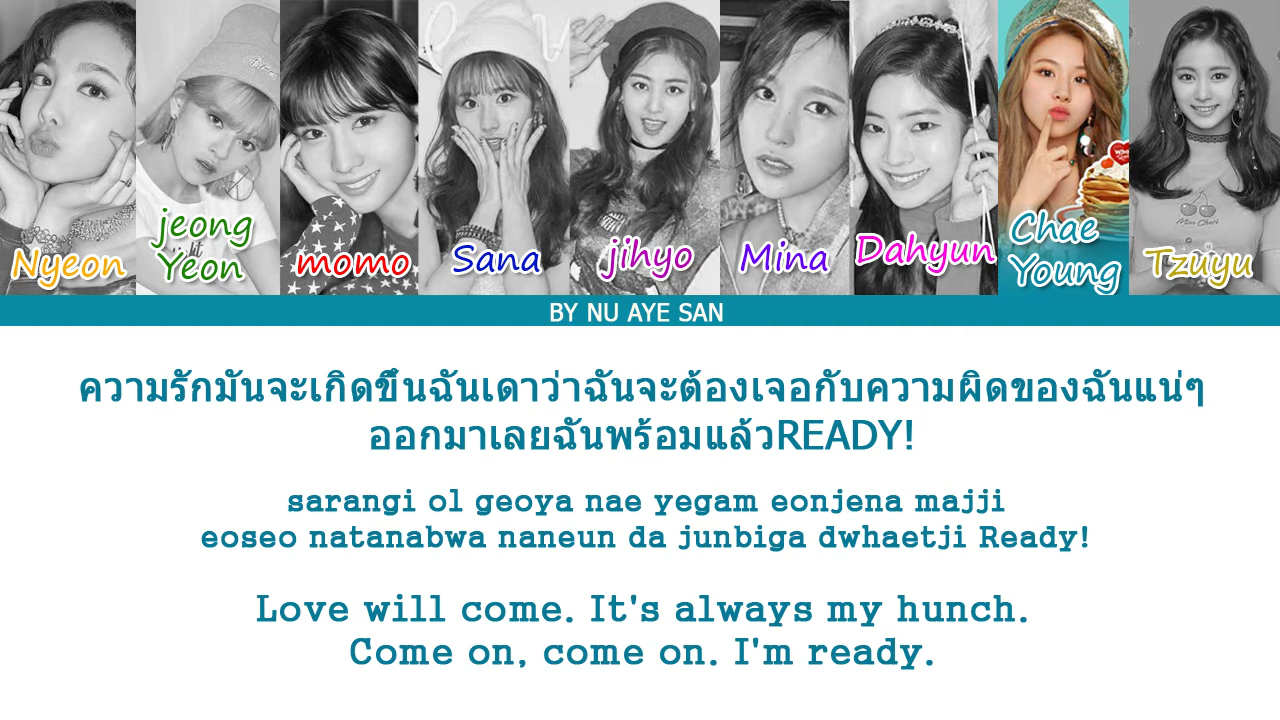 Nyeon
jeong
Yeon
momo
Sana
jihyo
Mina
Dahyun
Chae
Young
Tzuyu
BY NU AYE SAN
ความรักมันจะเกิดขึ้นฉันเดาว่าฉันจะต้องเจอกับความผิดของฉันแน่ๆ
ออกมาเลยฉันพร้อมแล้วREADY!
sarangi ol geoya nae yegam eonjena majji
eoseo natanabwa naneun da junbiga dwhaetji Ready!
Love will come. It's always my hunch.
Come on, come on. I'm ready.